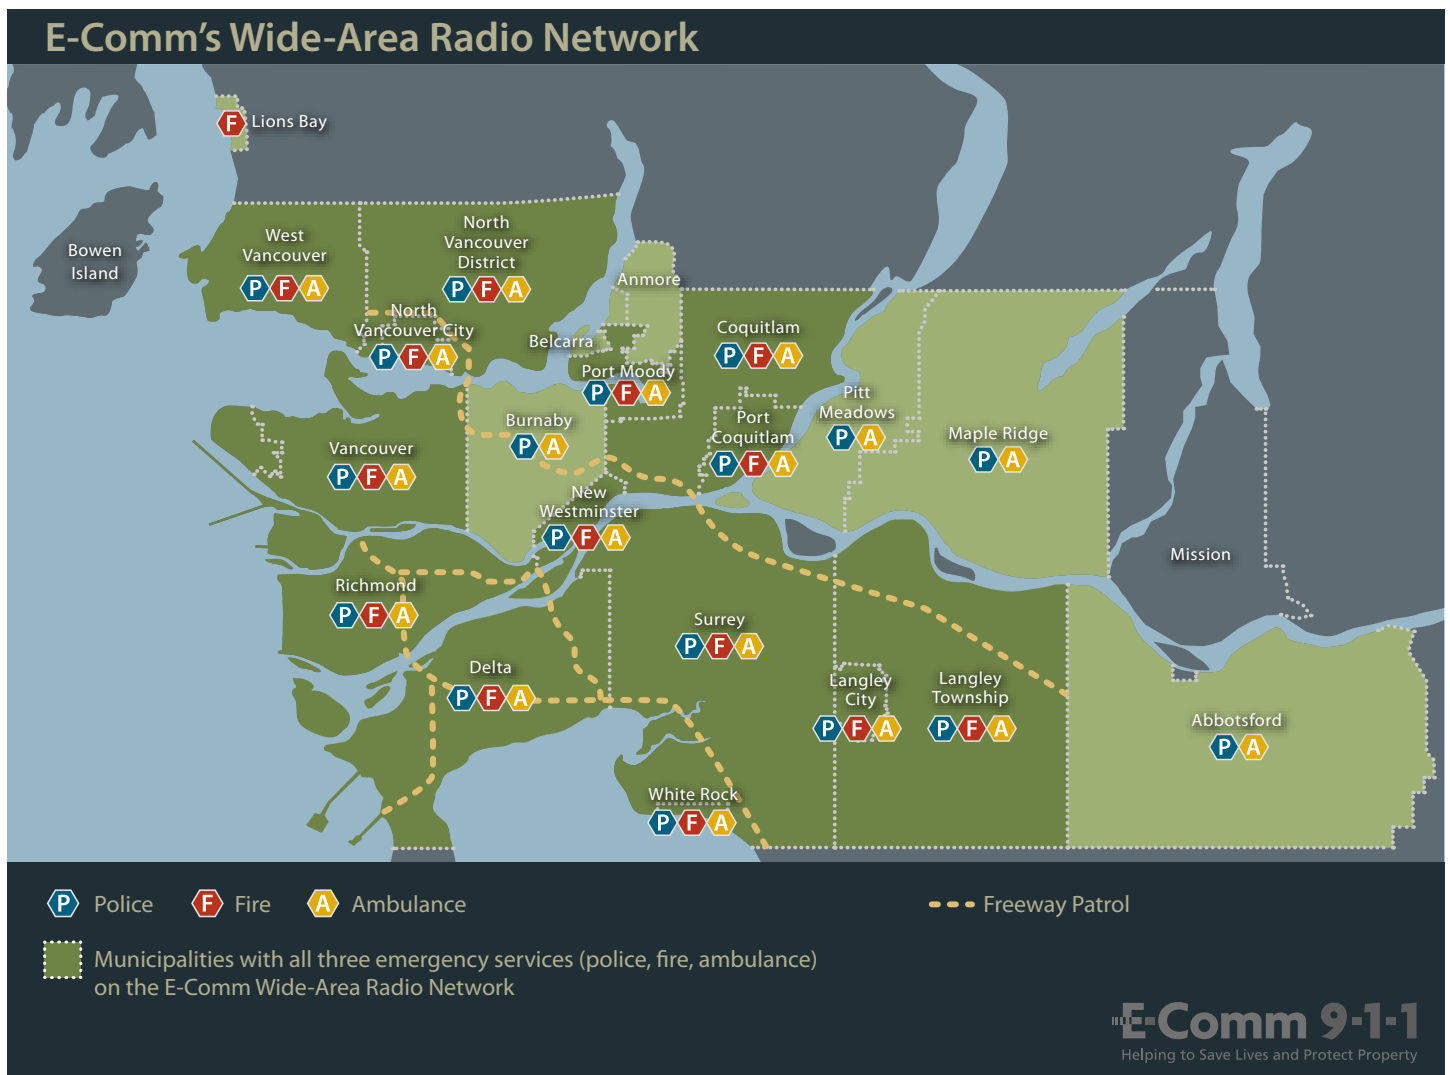 E-Comm's Wide-Area Radio Network
F Lions Bay
Bowen
Island
West
Vancouver
P F A
North
Vancouver
District
P F A
North
Vancouver City
P F A
Anmore
Belcarra
Port Moody
P F A
Coquitlam
P F A
Port
Coquitlam
P F A
Pitt
Meadows
P A
Maple Ridge
P A
Burnaby
P A
Vancouver
P F A
New
Westminster
P F A
Mission
Richmond
P F A
Surrey
P F A
Delta
P F A
Langley
City
P F A
Langley
Township
P F A
Abbotsford
P A
White Rock
P F A
P Police F Fire A Ambulance
Freeway Patrol
Municipalities with all three emergency services (police, fire, ambulance)
on the E-Comm Wide-Area Radio Network
E-Comm 9-1-1
Helping to Save Lives and Protect Property